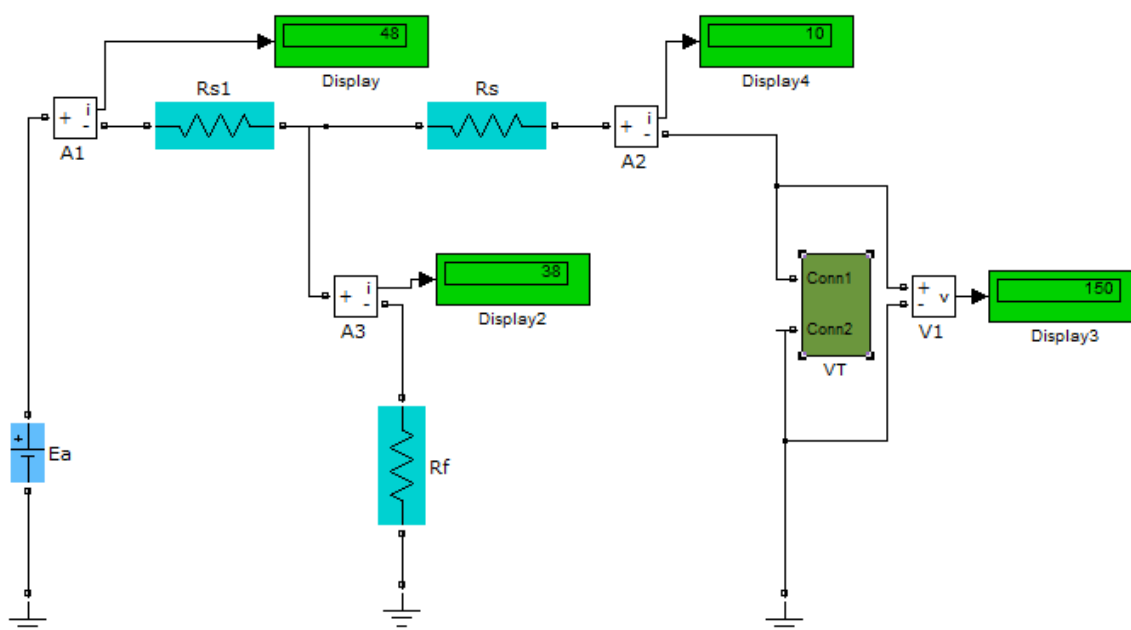 48
Display
10
Display4
Rs1
Rs
+ i -
A1
+ i -
A2
+ i -
A3
38
Display2
Conn1
Conn2
VT
+ - v
V1
150
Display3
+
Ea
Rf